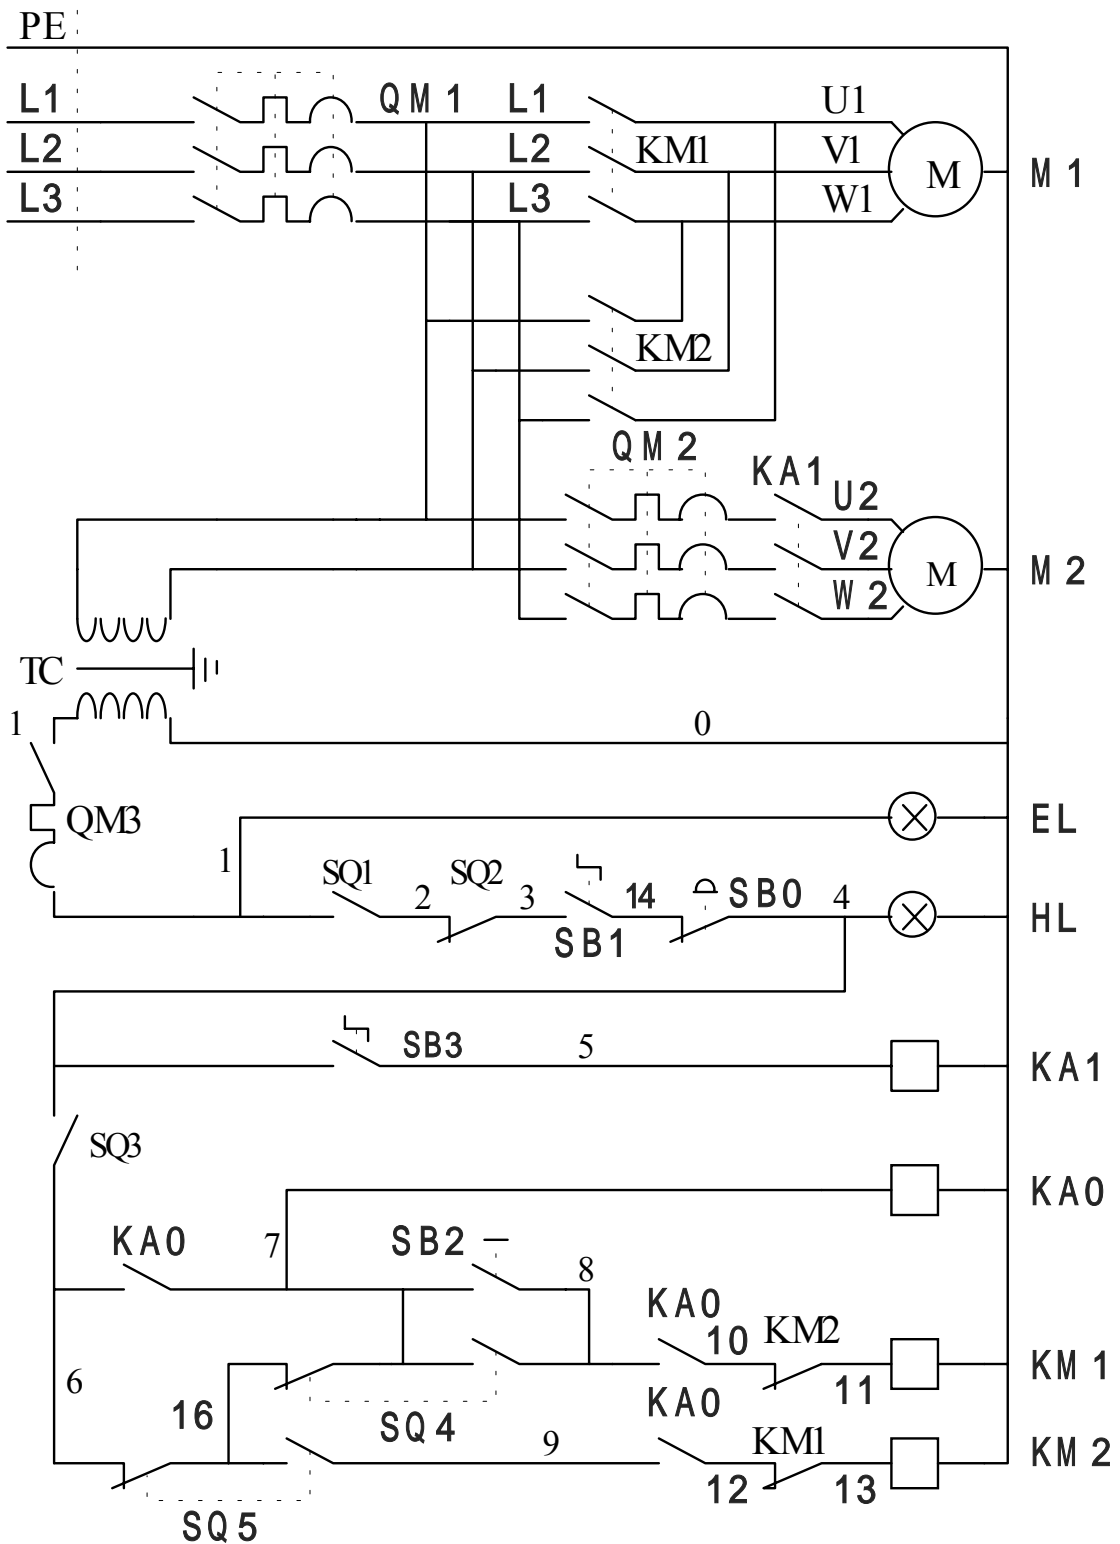 PE
L1 QM1 L1 U1
L2 L2 KM1 V1 M M1
L3 L3 W1
KM2
QM2 KA1 U2
V2 M M2
W2
TC
1 0
QM3 EL
1 SQ1 2 SQ2 3 14 SB0 4 HL
SB1
SB3 5 KA1
SQ3
KA0
KA0 7 SB2 8
KA0 10 KM2
6 11 KM1
16 SQ4 KA0
9 KM1 KM2
12 13
SQ5